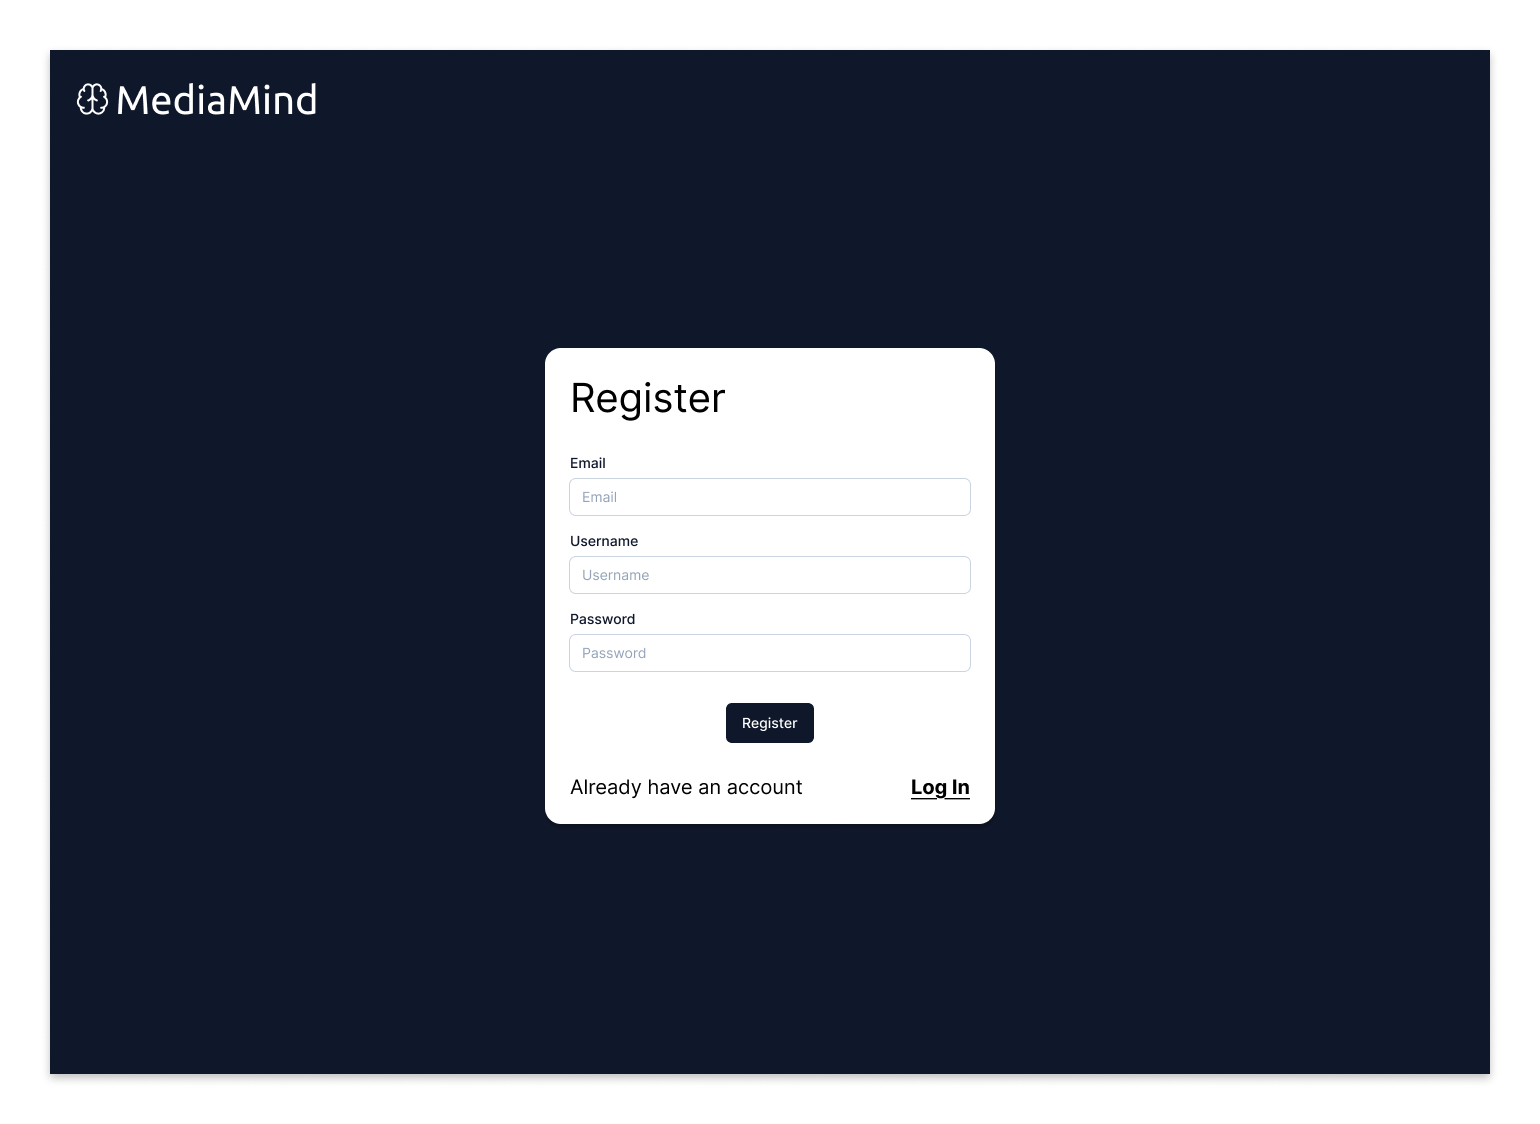 MediaMind
Register
Email
Email
Username
Username
Password
Password
Register
Already have an account Log In